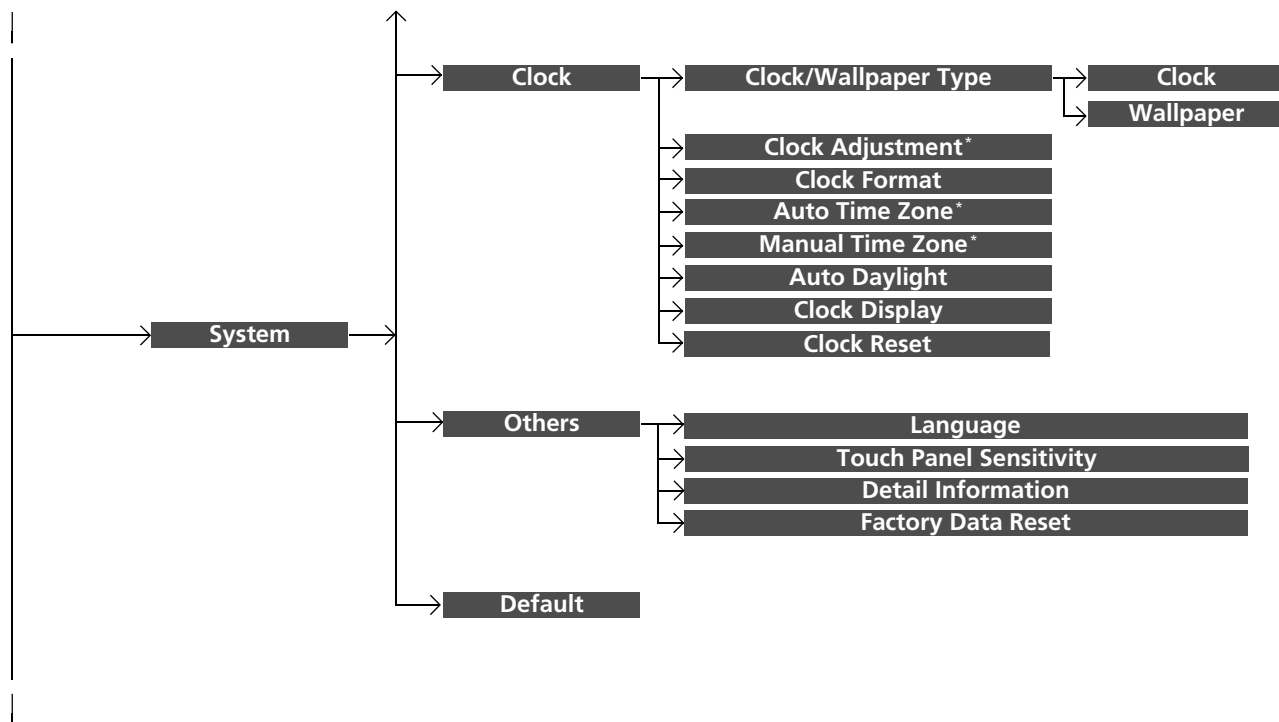 Clock
Clock/Wallpaper Type
Clock
Wallpaper
Clock Adjustment*
Clock Format
Auto Time Zone*
Manual Time Zone*
Auto Daylight
Clock Display
Clock Reset
System
Others
Language
Touch Panel Sensitivity
Detail Information
Factory Data Reset
Default